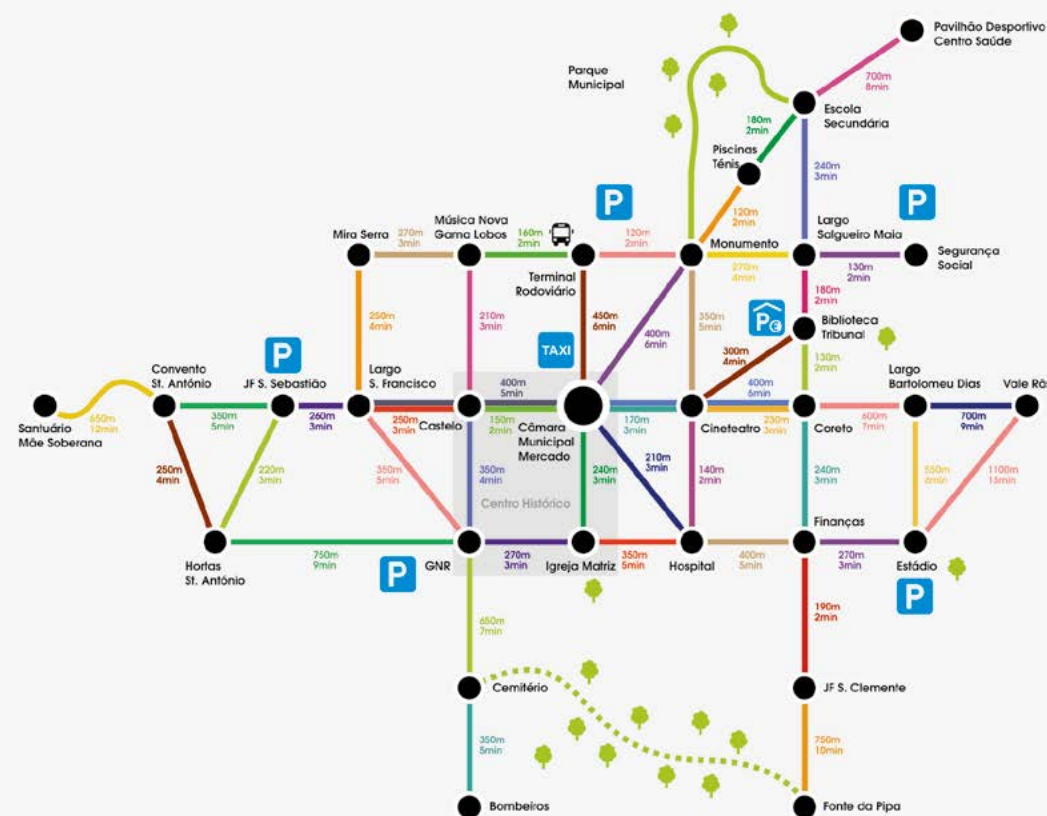 Pavilhão Desportivo
Centro Saúde
Parque
Municipal
700m
8min
Escola
Secundária
180m
2min
Piscinas
Ténis
240m
3min
P
P
120m
2min
Mira Serra
270m
3min
Música Nova
Gama Lobos
160m
2min
Terminal
Rodoviário
120m
2min
Monumento
270m
4min
Largo
Salgueiro Maia
130m
2min
Segurança
Social
250m
4min
210m
3min
450m
6min
400m
6min
350m
5min
180m
2min
P€
Biblioteca
Tribunal
TAXI
300m
4min
130m
2min
P
Convento
St. António
JF S. Sebastião
Largo
S. Francisco
400m
5min
400m
Largo
Bartolomeu Dias
Santuário
Mãe Soberana
650m
12min
350m
5min
260m
3min
250m
3min
Castelo
150m
2min
Câmara
Municipal
Mercado
170m
3min
Cineteatro
230m
3min
Coreto
600m
7min
700m
9min
250m
4min
220m
3min
350m
5min
350m
4min
240m
3min
210m
3min
140m
2min
240m
3min
550m
1100m
Centro Histórico
Finanças
Hortas
St. António
750m
9min
P
GNR
270m
3min
Igreja Matriz
350m
5min
Hospital
400m
5min
270m
3min
Estádio
P
650m
7min
190m
2min
Cemitério
JF S. Clemente
350m
5min
750m
10min
Bombeiros
Fonte da Pipa